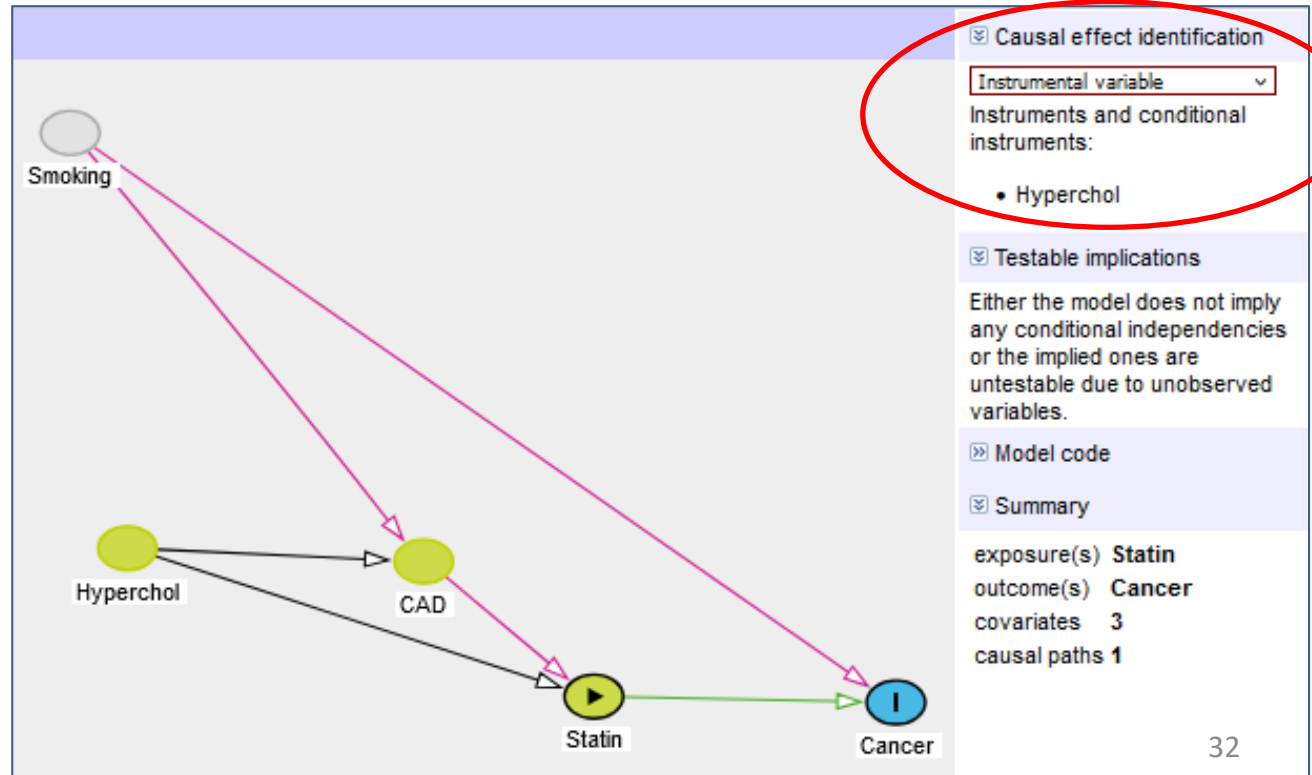 Smoking
Hyperchol
CAD
Statin
Cancer
Causal effect identification
Instrumental variable
Instruments and conditional
instruments:
• Hyperchol
Testable implications
Either the model does not imply
any conditional independencies
or the implied ones are
untestable due to unobserved
variables.
Model code
Summary
exposure(s) Statin
outcome(s) Cancer
covariates 3
causal paths 1
32